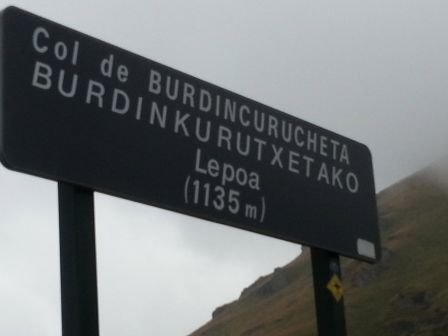 Col de BURDINCURUCHETA
BURDINKURUTXETAKO
Lepoa
(1135 m)